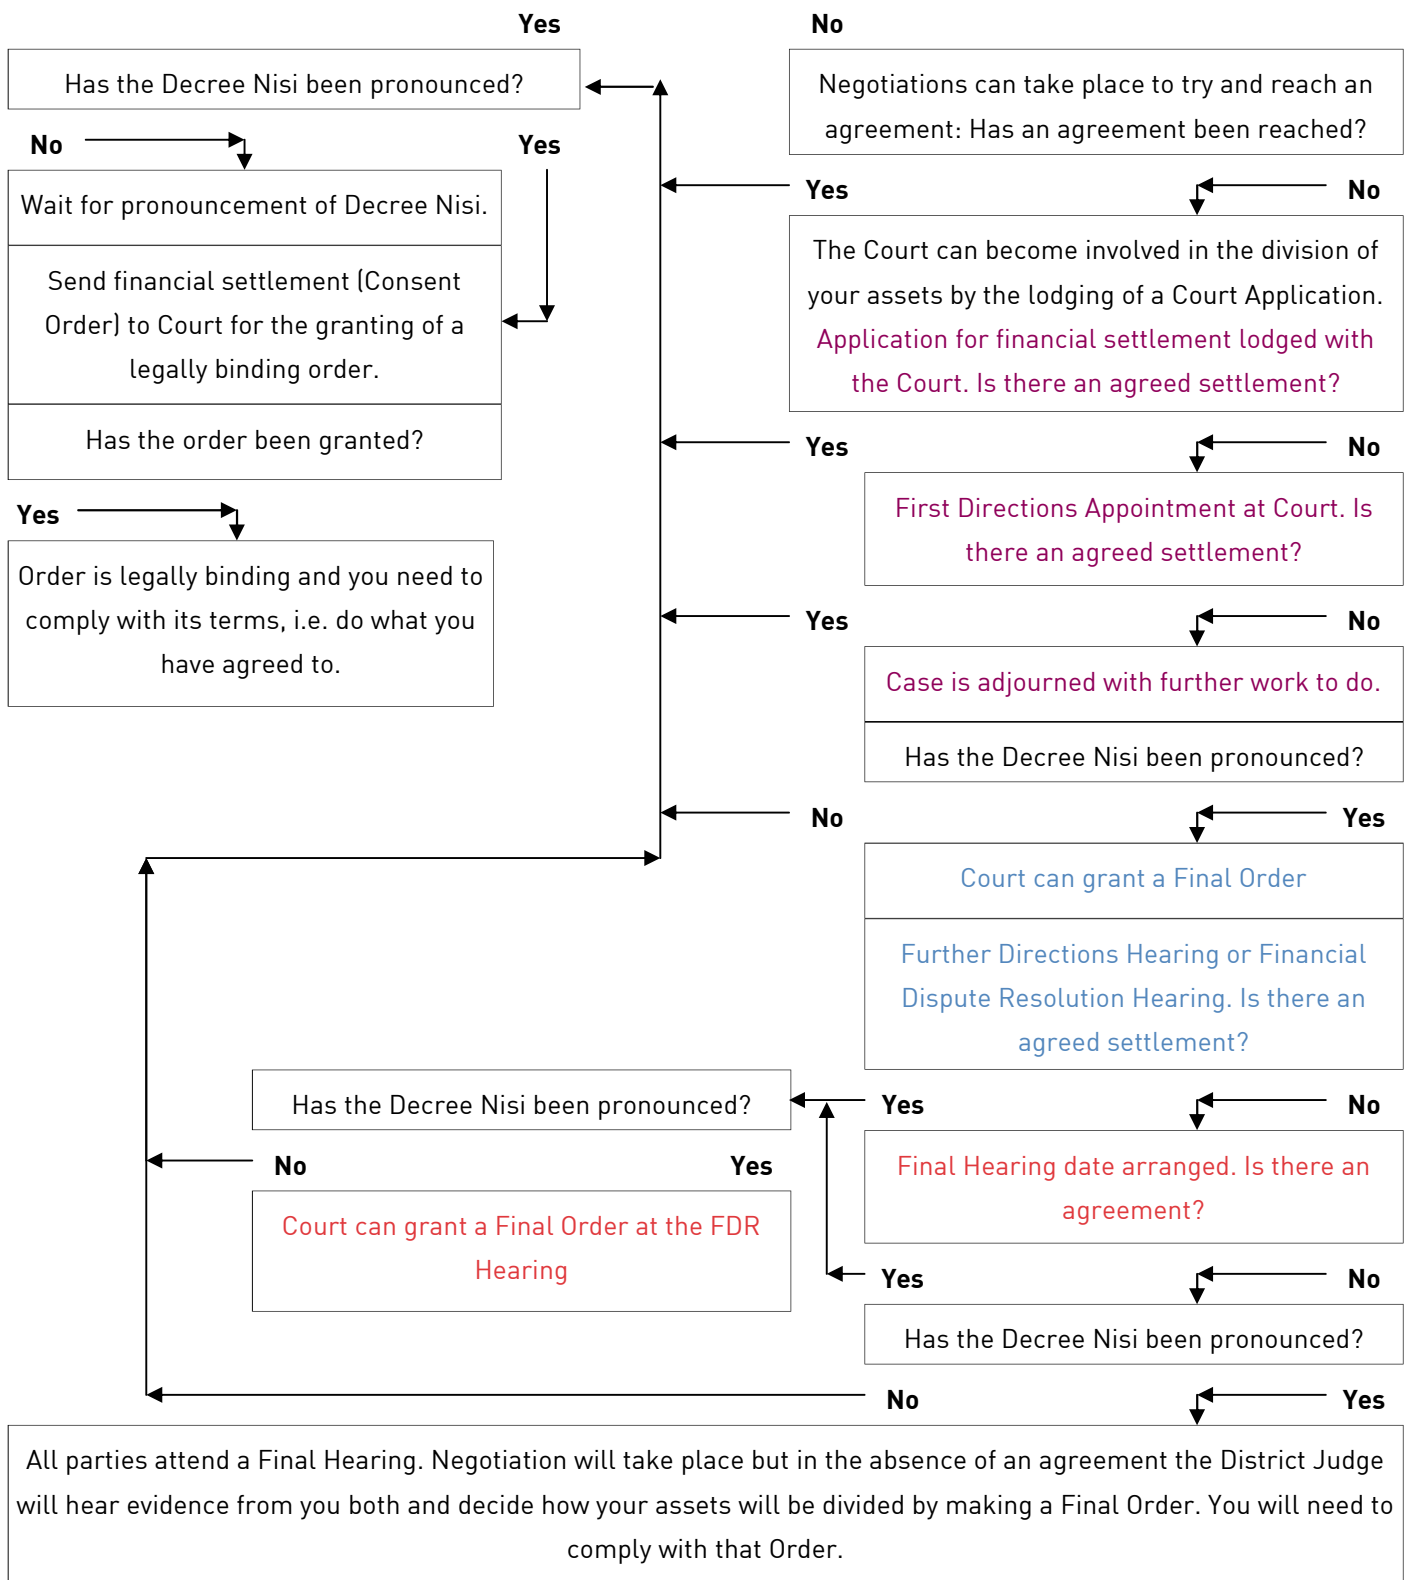 Yes
No
Has the Decree Nisi been pronounced?
Negotiations can take place to try and reach an
agreement: Has an agreement been reached?
No
Yes
Wait for pronouncement of Decree Nisi.
Send financial settlement (Consent
Order) to Court for the granting of a
legally binding order.
Has the order been granted?
Yes
Order is legally binding and you need to
comply with its terms, i.e. do what you
have agreed to.
Yes
No
The Court can become involved in the division of
your assets by the lodging of a Court Application.
Application for financial settlement lodged with
the Court. Is there an agreed settlement?
Yes
No
First Directions Appointment at Court. Is
there an agreed settlement?
Yes
No
Case is adjourned with further work to do.
Has the Decree Nisi been pronounced?
No
Yes
Court can grant a Final Order
Further Directions Hearing or Financial
Dispute Resolution Hearing. Is there an
agreed settlement?
Has the Decree Nisi been pronounced?
Yes
No
No
Yes
Court can grant a Final Order at the FDR
Hearing
Final Hearing date arranged. Is there an
agreement?
Yes
No
Has the Decree Nisi been pronounced?
No
Yes
All parties attend a Final Hearing. Negotiation will take place but in the absence of an agreement the District Judge
will hear evidence from you both and decide how your assets will be divided by making a Final Order. You will need to
comply with that Order.